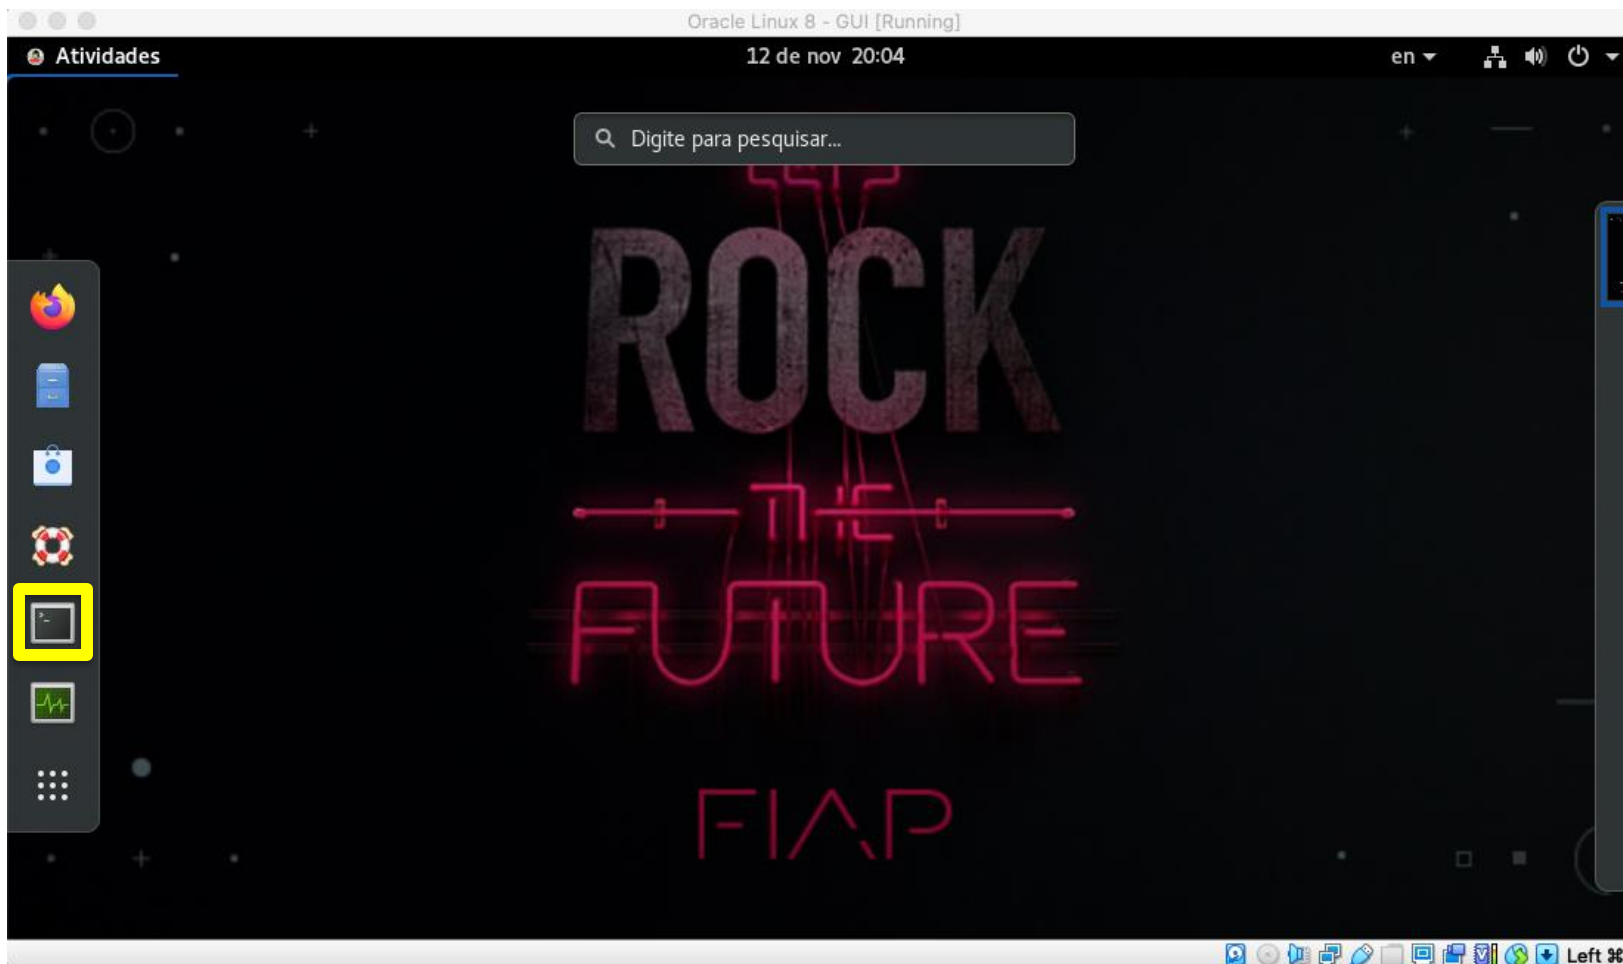 Oracle Linux 8 - GUI [Running]
Atividades
12 de nov 20:04
en
Digite para pesquisar...
ROCK
THE
FUTURE
FIAP
Left ⌘